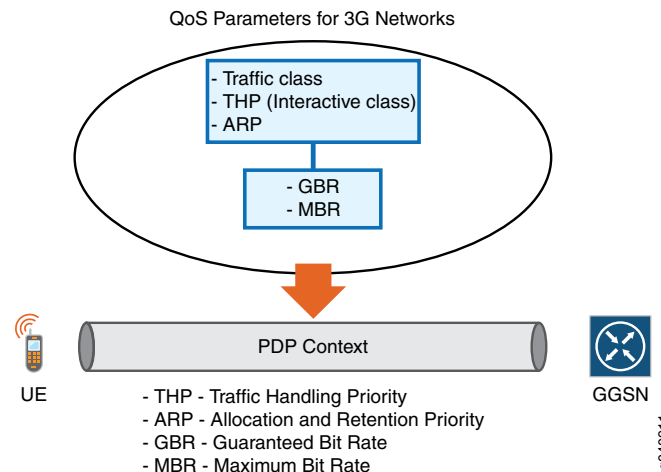 QoS Parameters for 3G Networks
- Traffic class
- THP (Interactive class)
- ARP
- GBR
- MBR
PDP Context
UE
GGSN
- THP - Traffic Handling Priority
- ARP - Allocation and Retention Priority
- GBR - Guaranteed Bit Rate
- MBR - Maximum Bit Rate